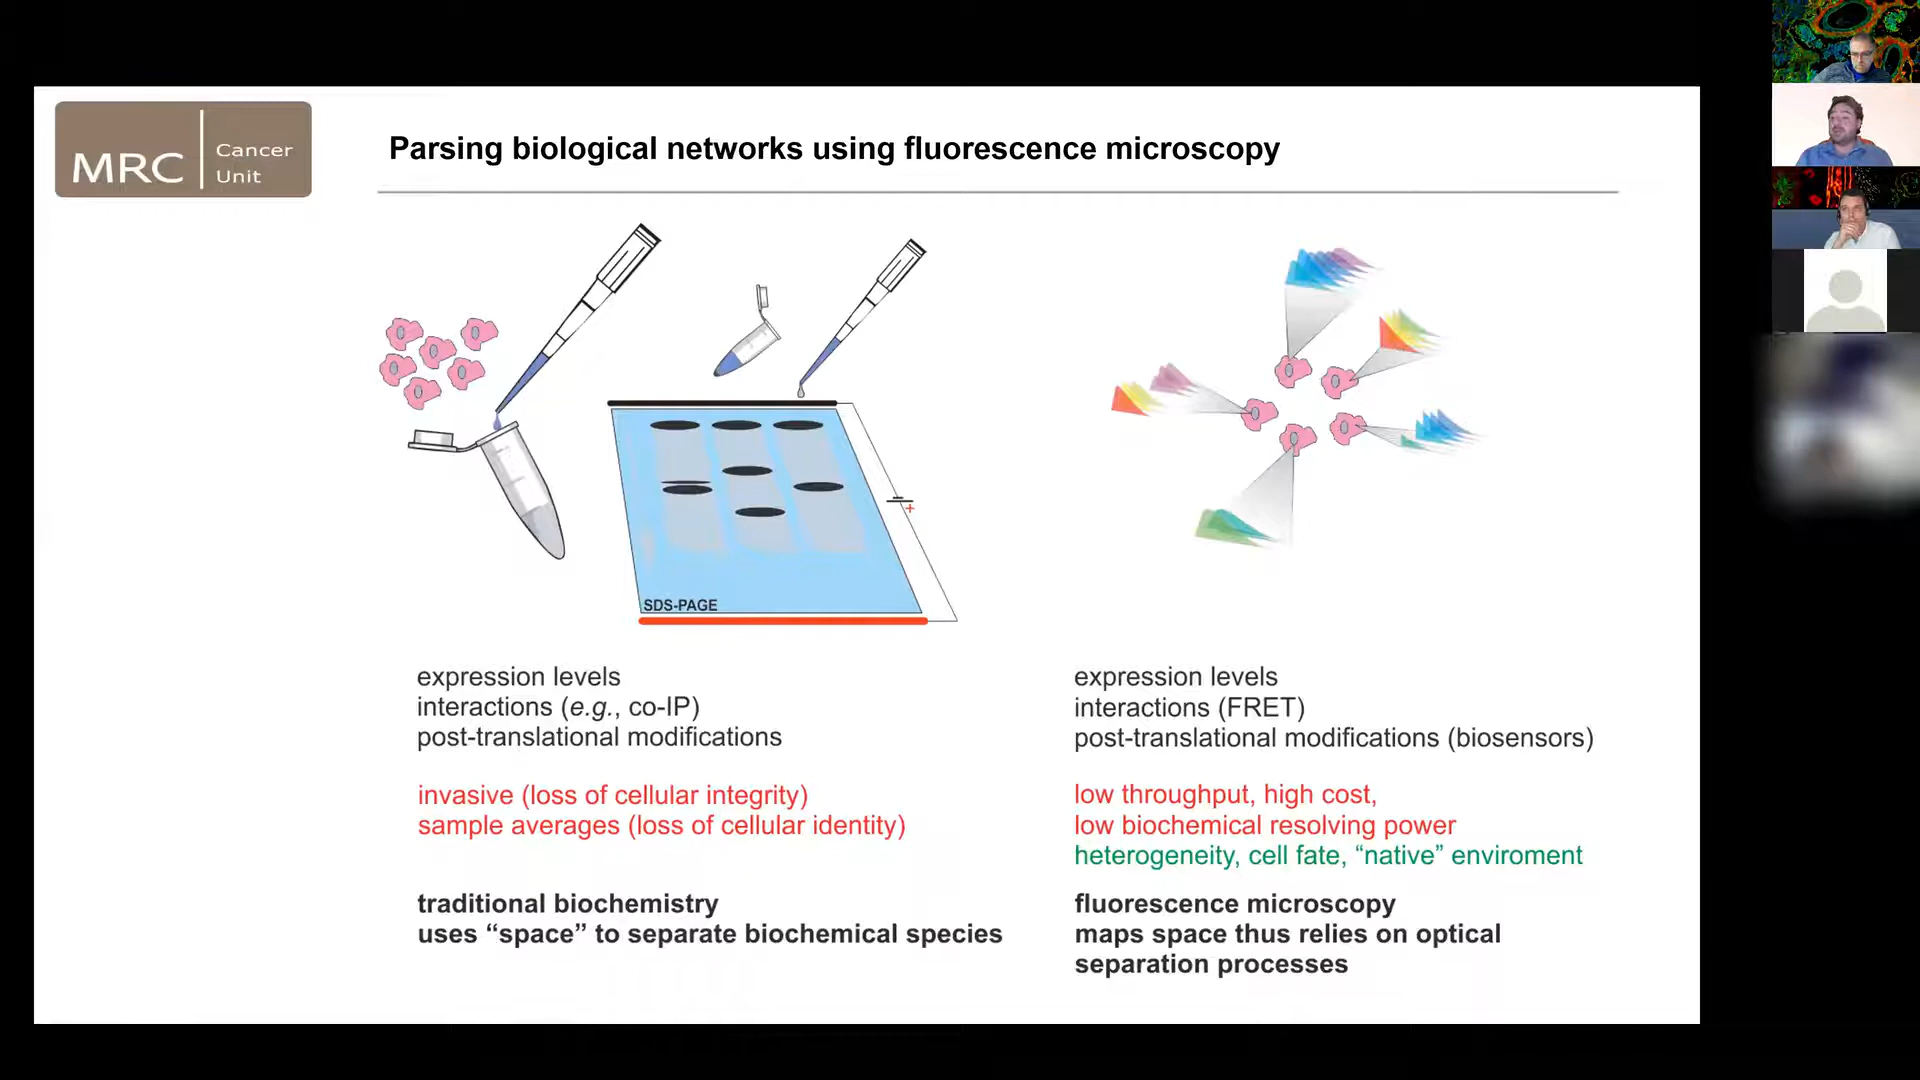 MRC
Cancer
Unit
Parsing biological networks using fluorescence microscopy
SDS-PAGE
+
expression levels
interactions (e.g., co-IP)
post-translational modifications
invasive (loss of cellular integrity)
sample averages (loss of cellular identity)
traditional biochemistry
uses “space” to separate biochemical species
expression levels
interactions (FRET)
post-translational modifications (biosensors)
low throughput, high cost,
low biochemical resolving power
heterogeneity, cell fate, “native” enviroment
fluorescence microscopy
maps space thus relies on optical
separation processes